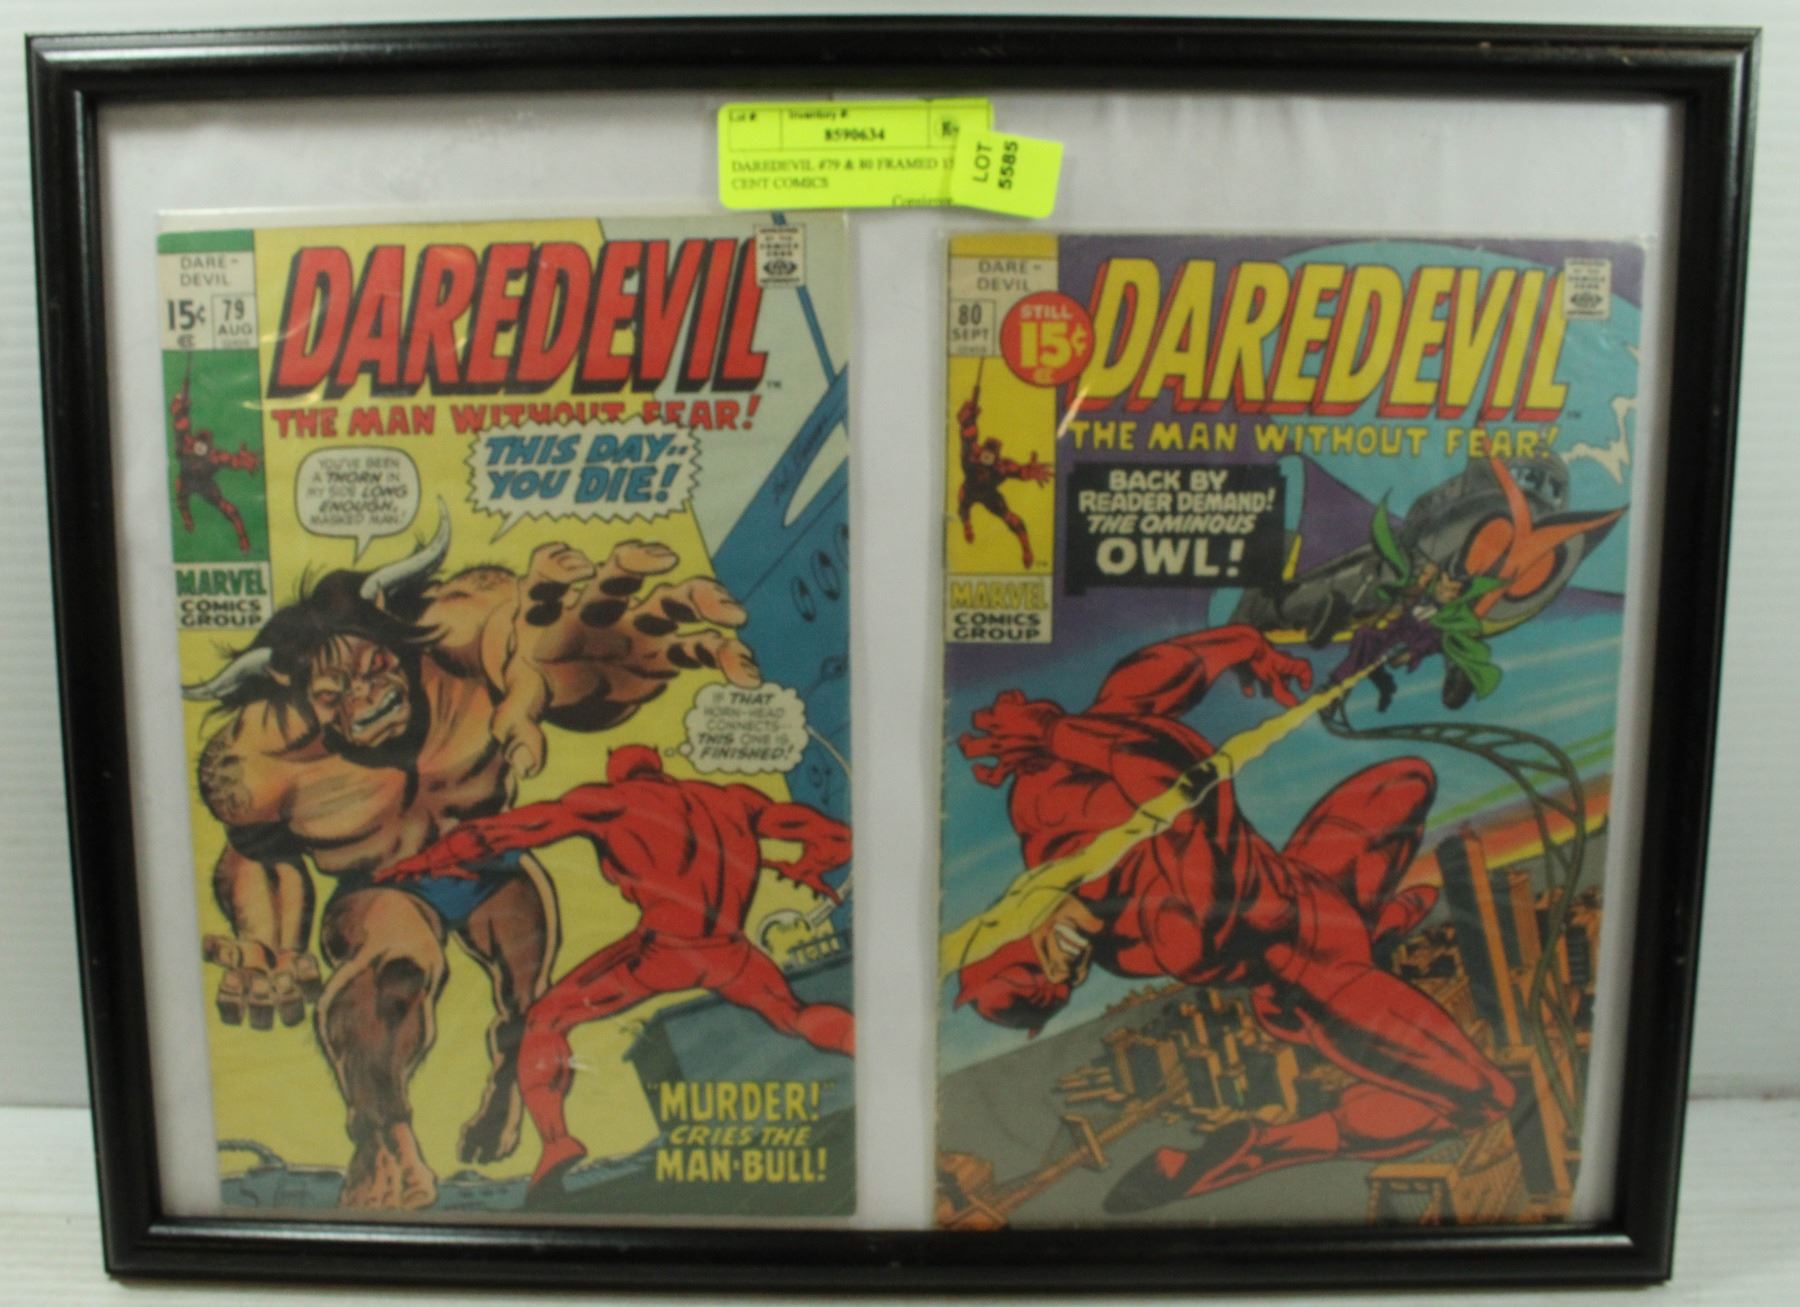 Lot #:
Inventory #:
8590634
DAREDEVIL #79 & 80 FRAMED
CENT COMICS
LOT
5585
DARE-
DEVIL
15¢
79
AUG
DAREDEVIL
THE MAN WITHOUT FEAR!
YOU'VE BEEN
A THORN IN
MY SIDE LONG
ENOUGH,
MASKED MAN!
THIS DAY--
YOU DIE!
MARVEL
COMICS
GROUP
IF THAT
HORN-HEAD
CONNECTS--
THIS ONE IS
FINISHED!
"MURDER!"
CRIES THE
MAN-BULL!
DARE-
DEVIL
80
SEPT
STILL
15¢
DAREDEVIL
THE MAN WITHOUT FEAR!
BACK BY
READER DEMAND!
THE OMINOUS
OWL!
MARVEL
COMICS
GROUP